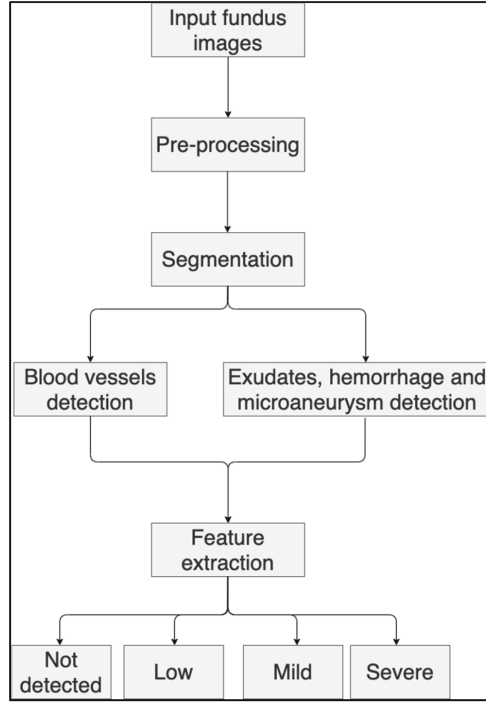 Input fundus
images
Pre-processing
Segmentation
Blood vessels
detection
Exudates, hemorrhage and
microaneurysm detection
Feature
extraction
Not
detected
Low
Mild
Severe